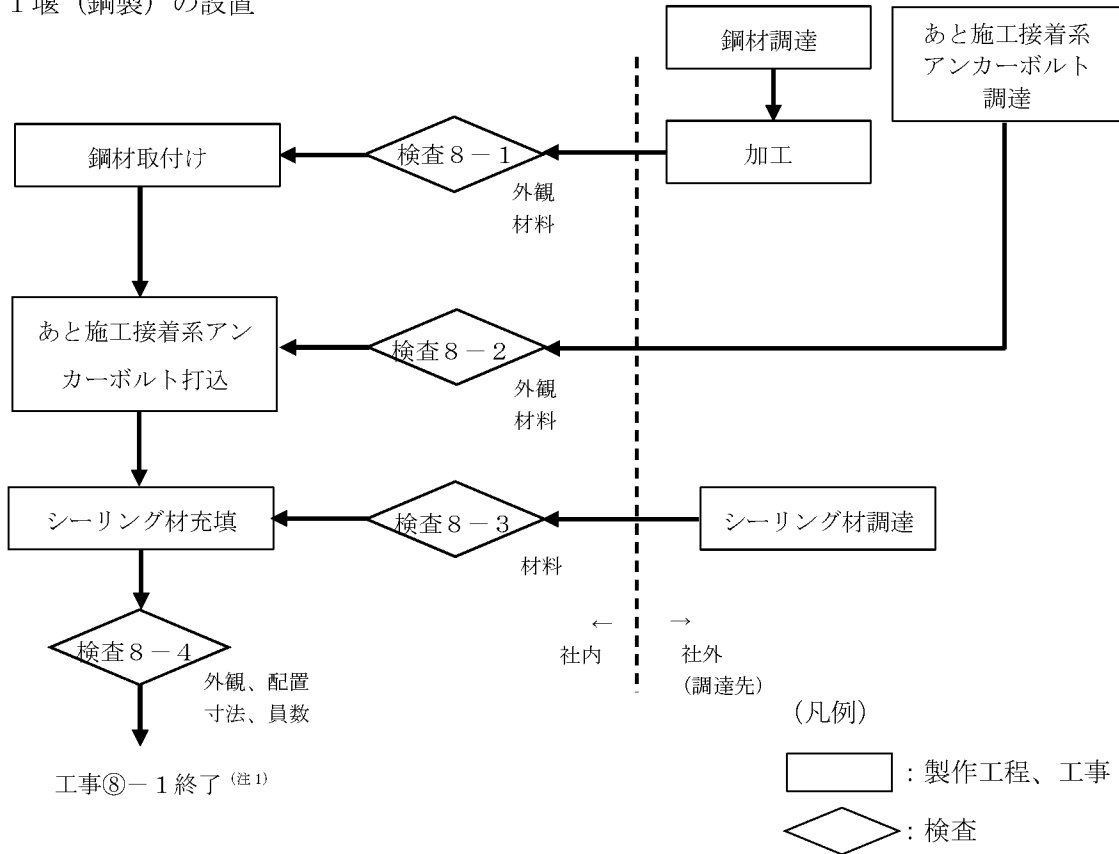 １堰（鋼製）の設置
鋼材調達
あと施工接着系
アンカーボルト
調達
鋼材取付け
検査８－１
加工
外観
材料
あと施工接着系アン
カーボルト打込
検査８－２
外観
材料
シーリング材充填
検査８－３
シーリング材調達
材料
検査８－４
外観、配置
寸法、員数
←
社内
→
社外
（調達先）
工事⑧－１終了（注1）
（凡例）
：製作工程、工事
：検査